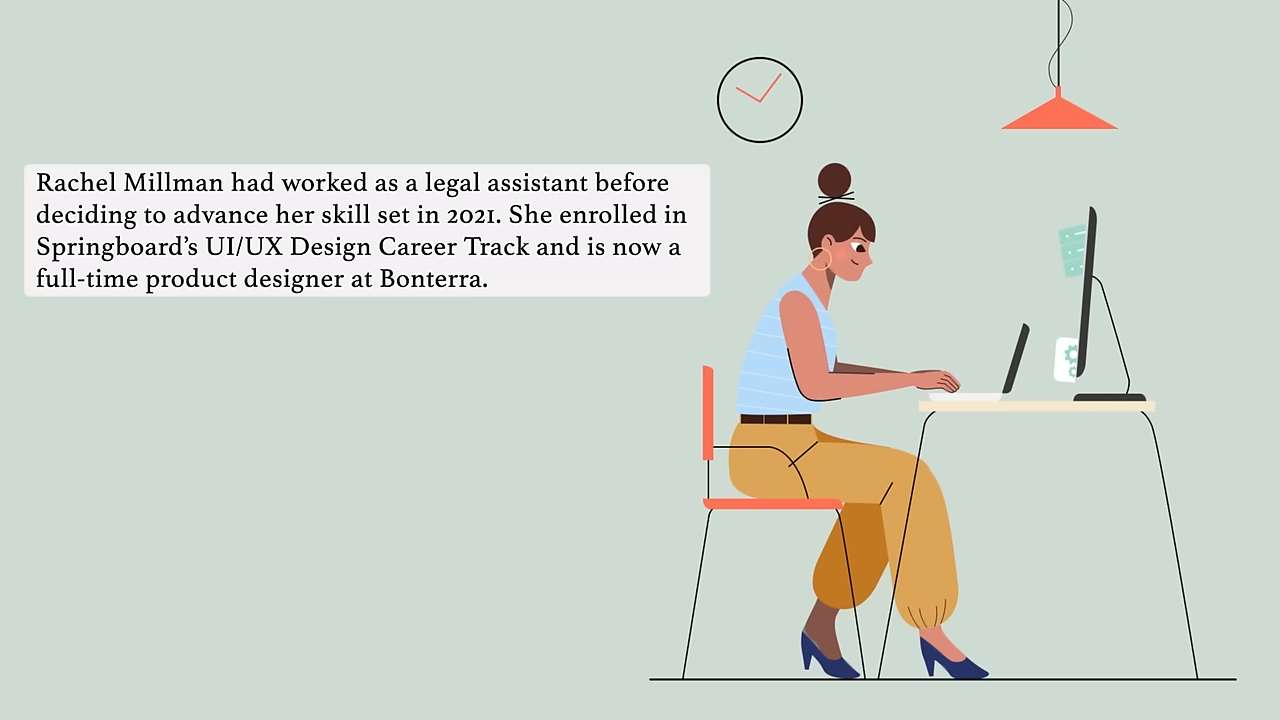 Rachel Millman had worked as a legal assistant before
deciding to advance her skill set in 2021. She enrolled in
Springboard’s UI/UX Design Career Track and is now a
full-time product designer at Bonterra.